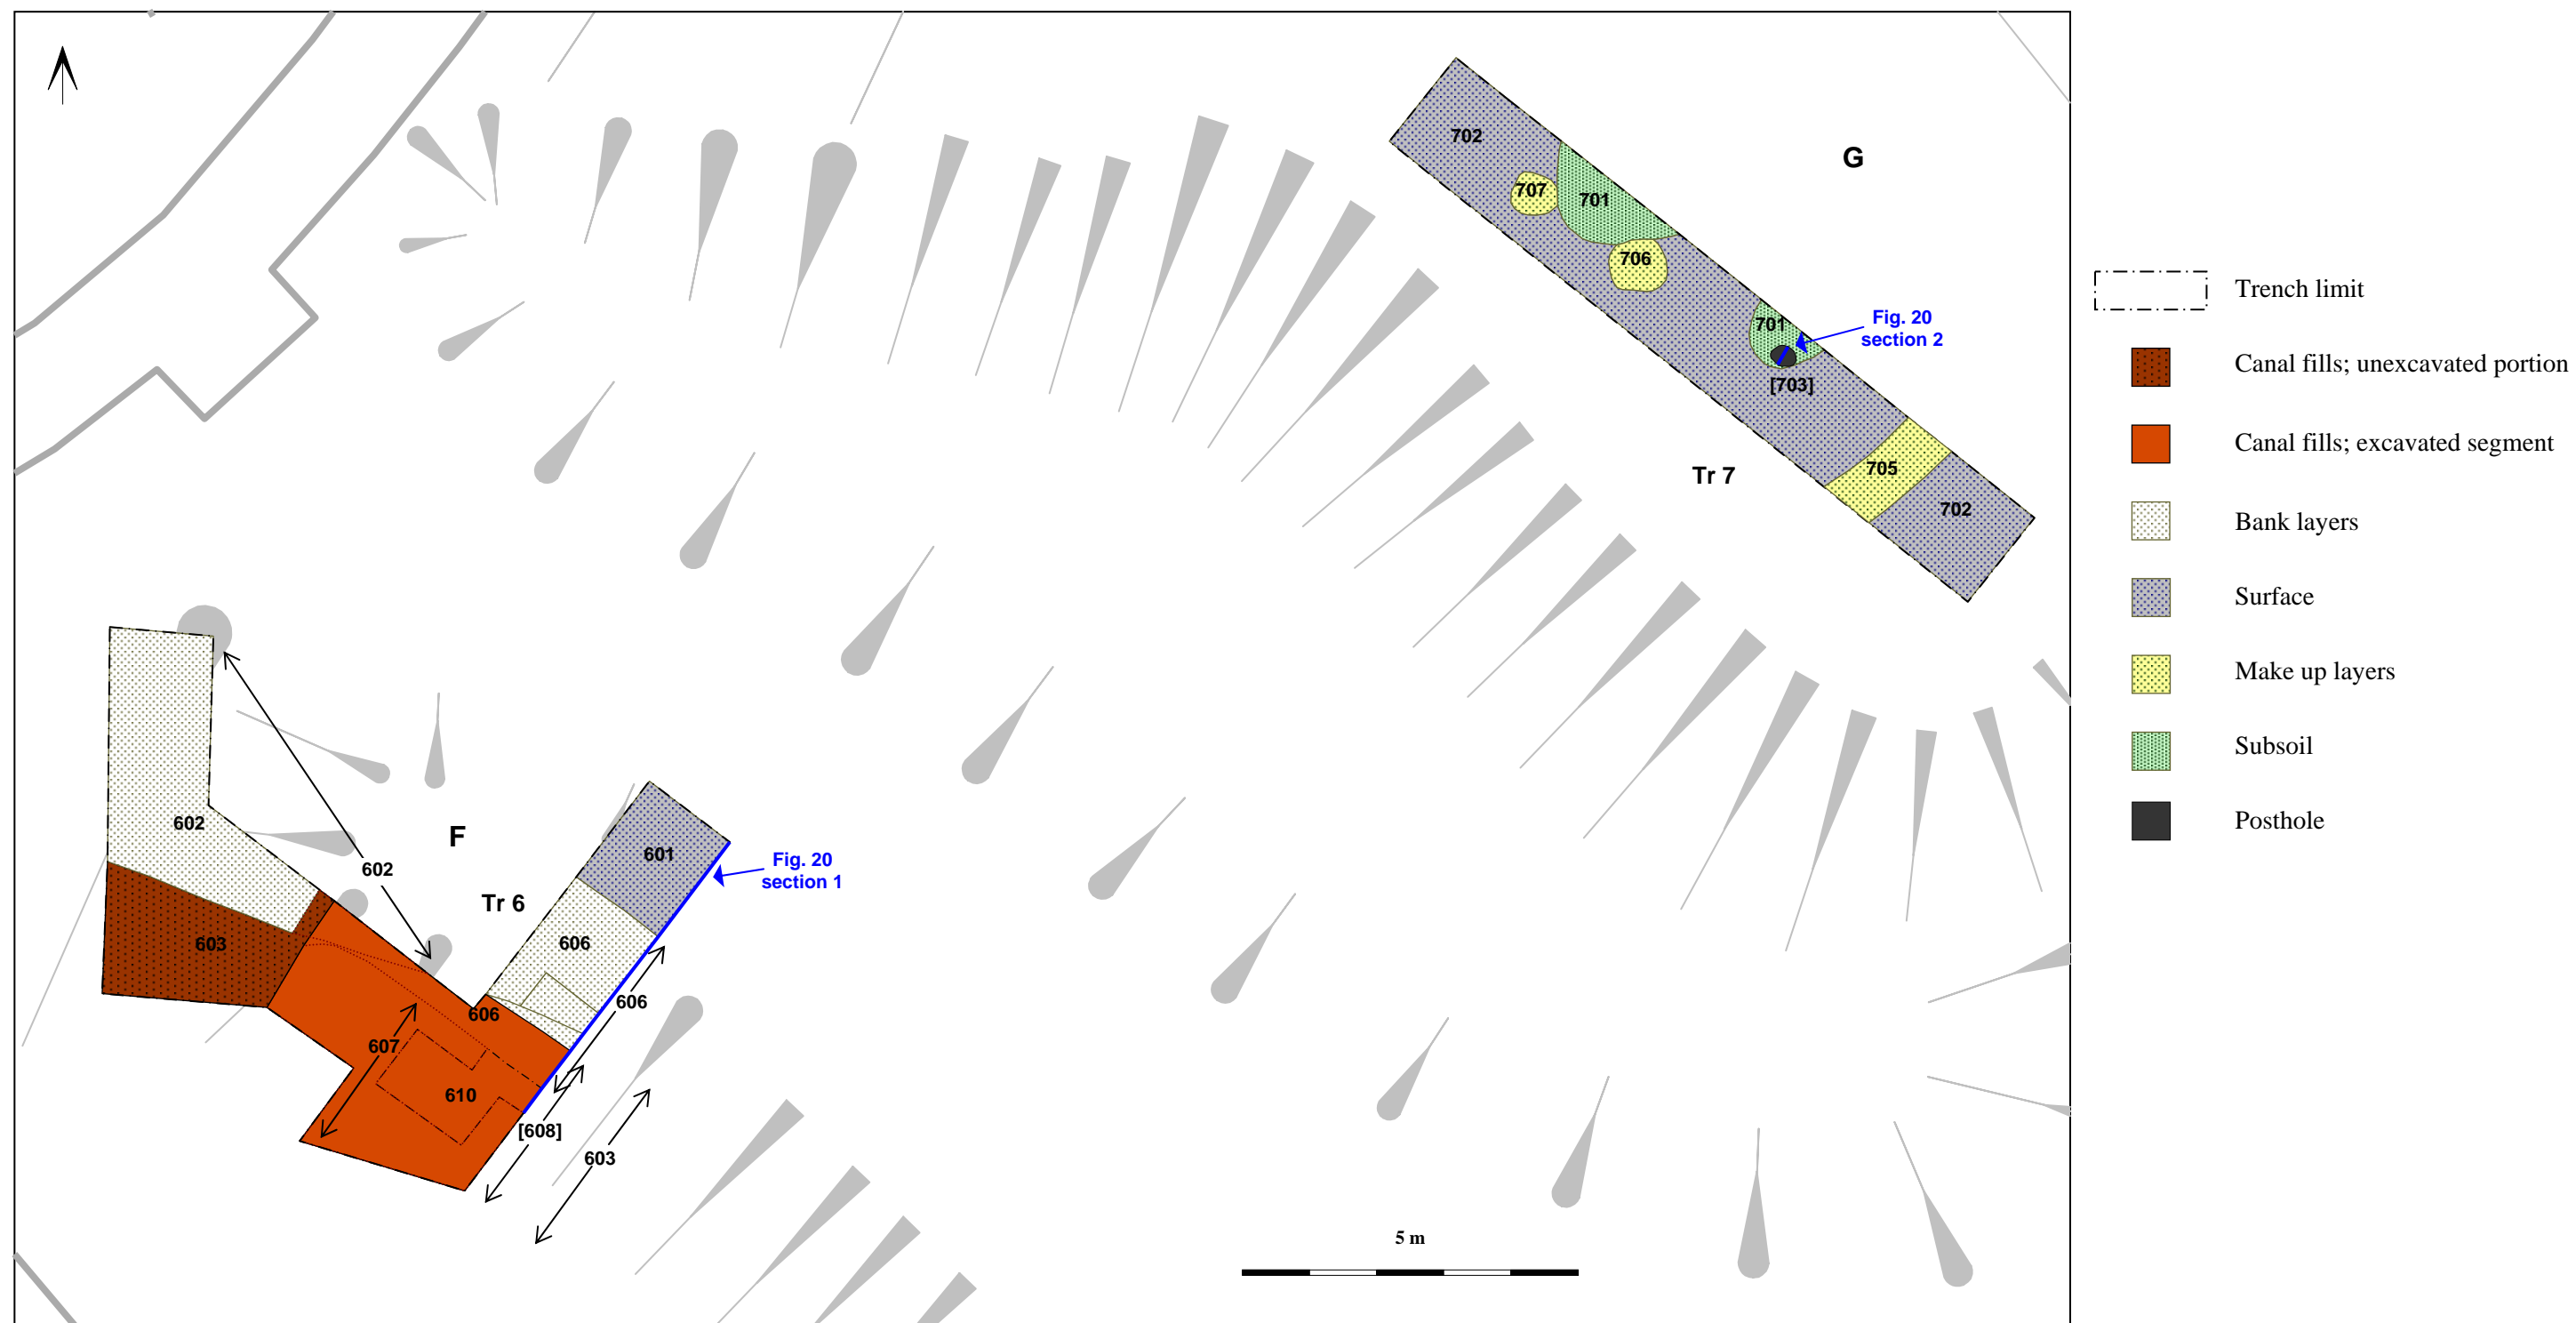 702
G
707
701
706
701
Fig. 20
section 2
[703]
Tr 7
705
702
602
F
602
601
Fig. 20
section 1
Tr 6
603
606
606
606
607
610
[608]
603
5 m
Trench limit
Canal fills; unexcavated portion
Canal fills; excavated segment
Bank layers
Surface
Make up layers
Subsoil
Posthole